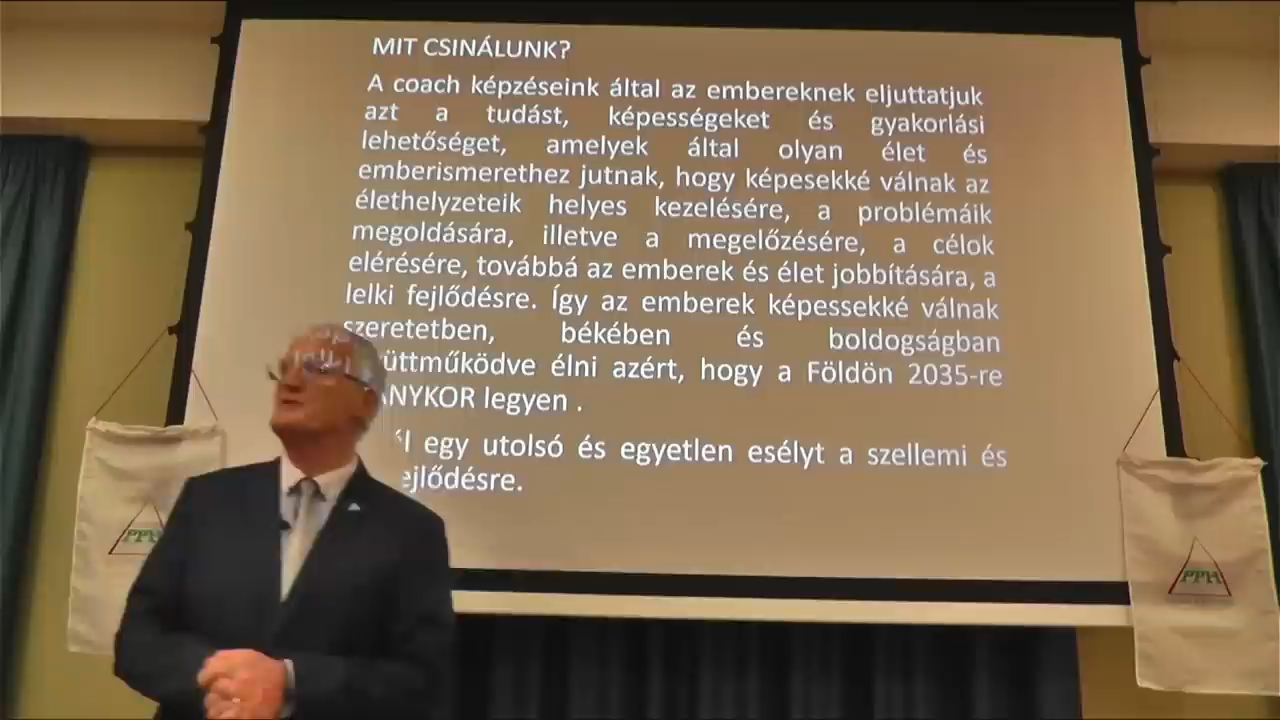 MIT CSINÁLUNK?
A coach képzéseink által az embereknek eljuttatjuk
azt a tudást, képességeket és gyakorlási
lehetőséget, amelyek által olyan élet és
emberismerethez jutnak, hogy képesekké válnak az
élethelyzeteik helyes kezelésére, a problémáik
megoldására, illetve a megelőzésére, a célok
elérésére, továbbá az emberek és élet jobbítására, a
lelki fejlődésre. Így az emberek képessekké válnak
szeretetben, békében és boldogságban
üttműködve élni azért, hogy a Földön 2035-re
ANYKOR legyen .
l egy utolsó és egyetlen esélyt a szellemi és
ejlődésre.
PPH
PPH